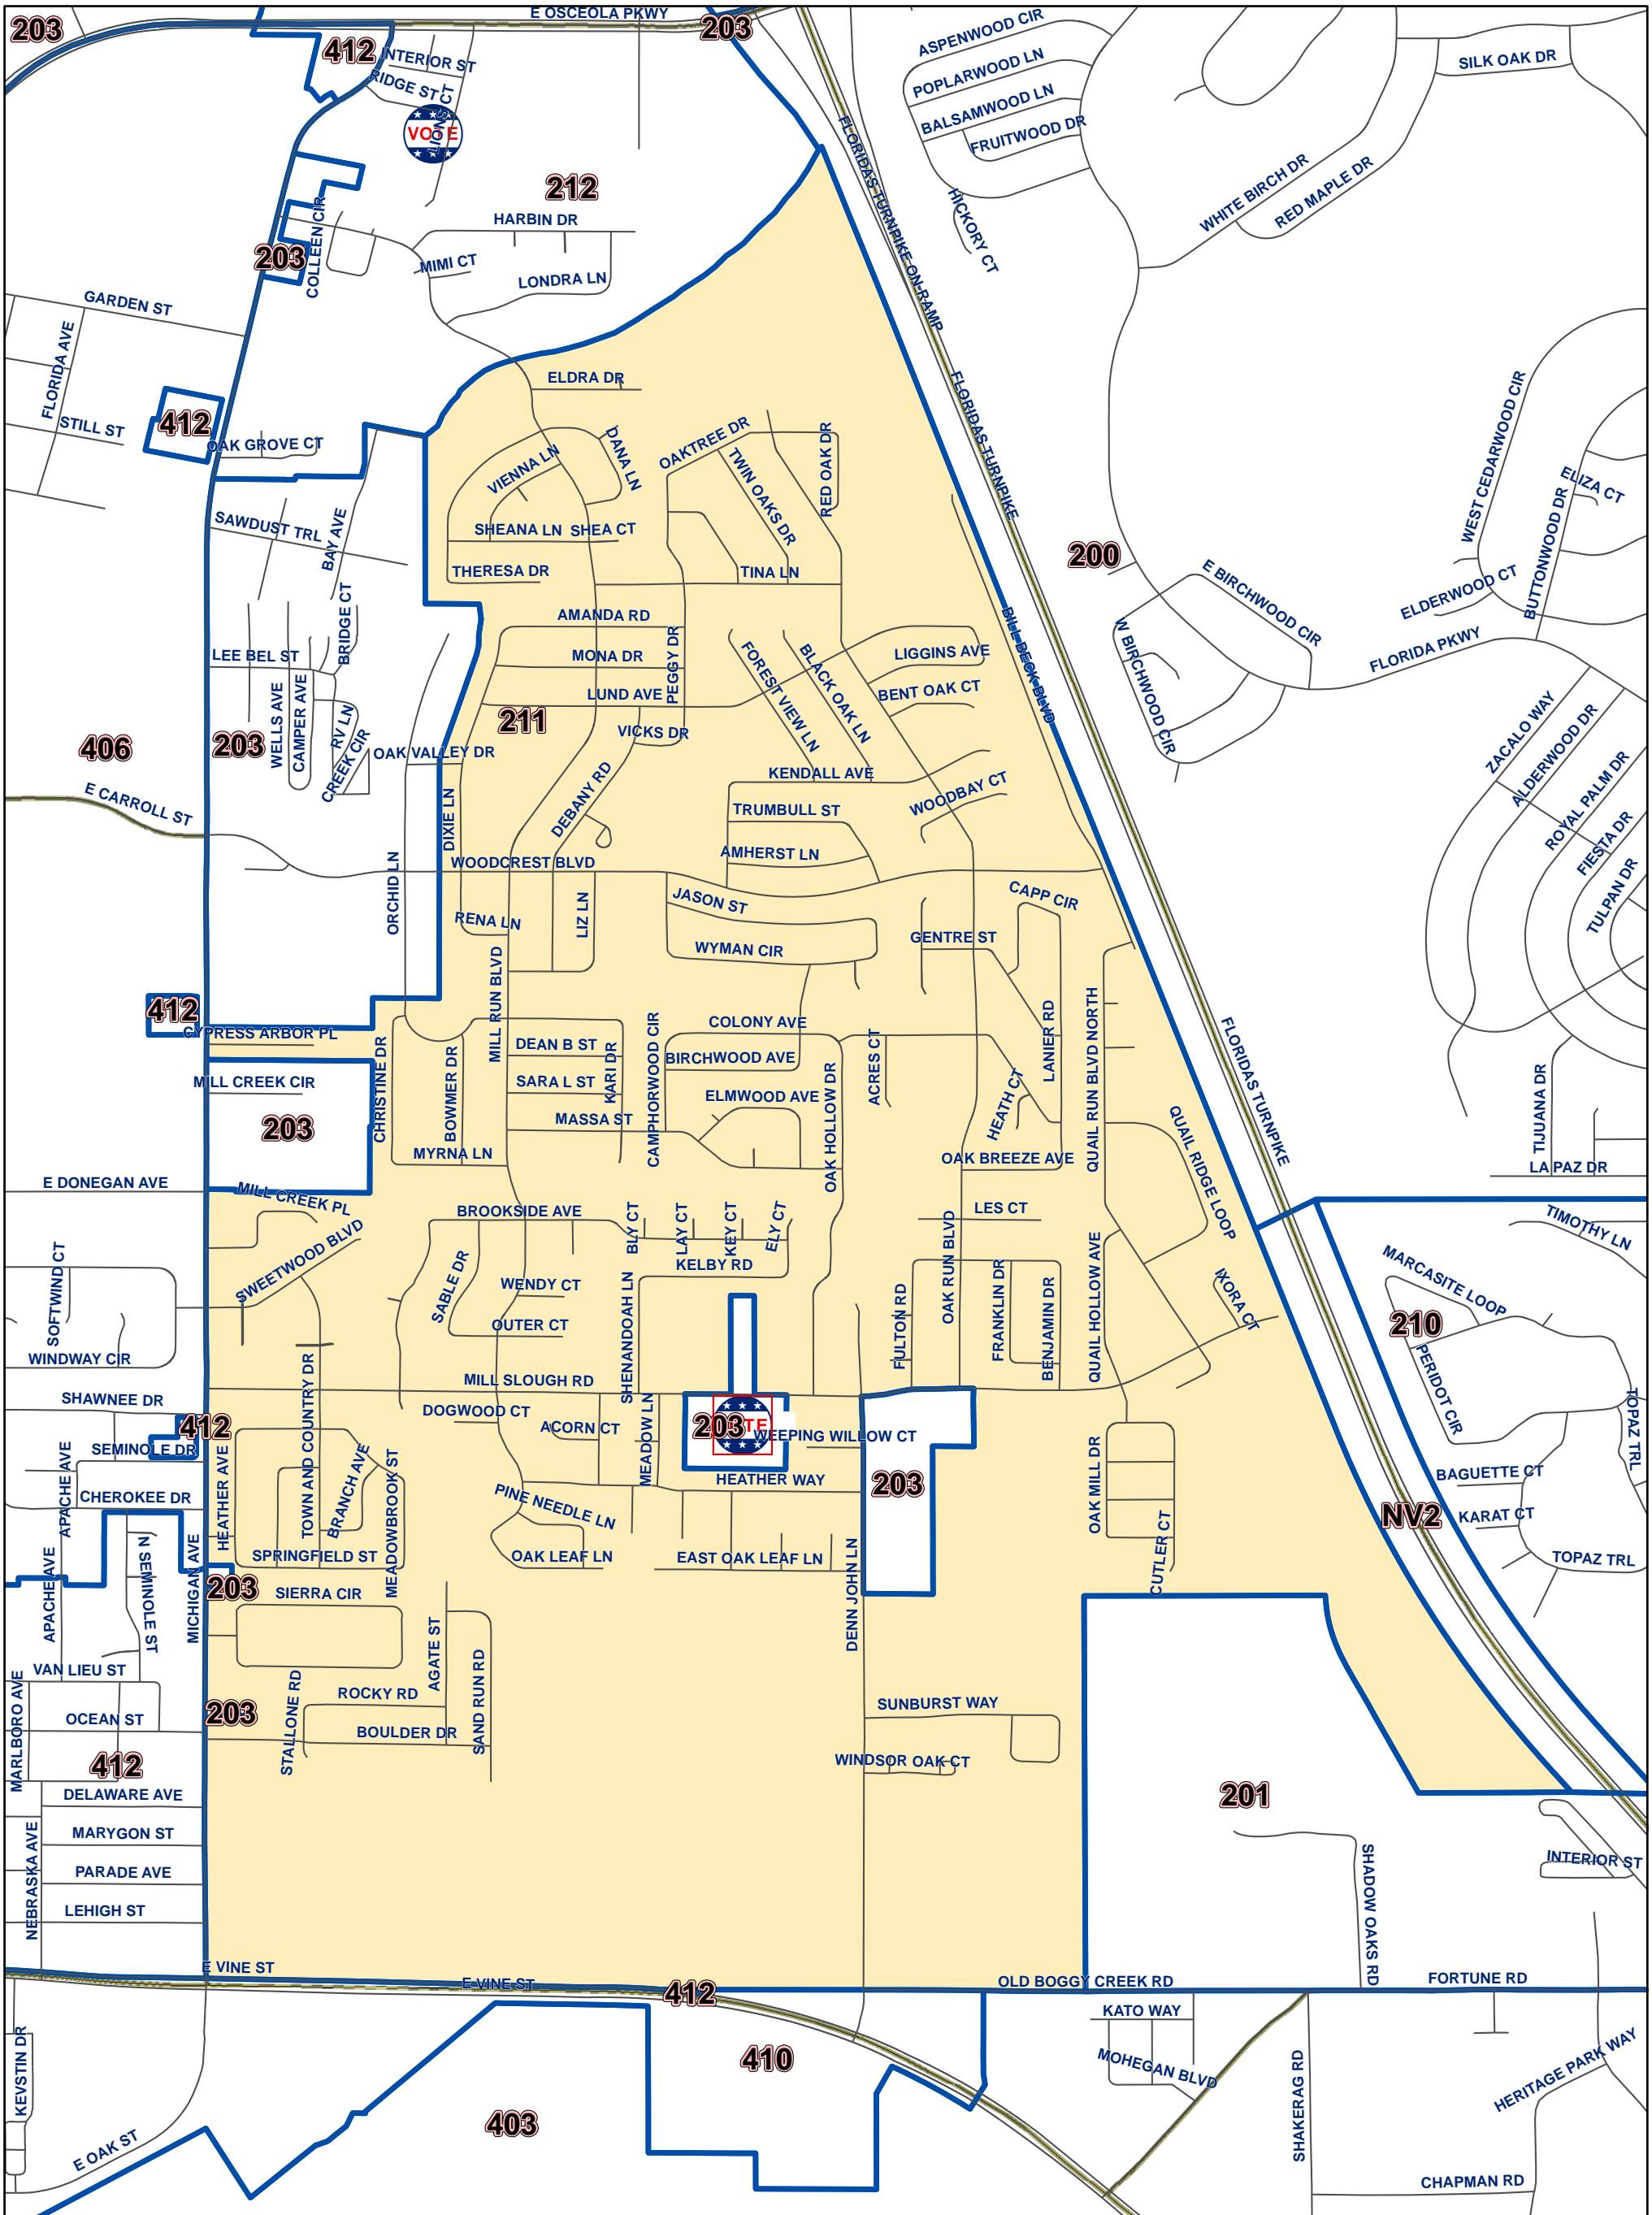 E OSCEOLA PKWY
203
203
412
INTERIOR ST
RIDGE ST
LIONS CT
VOTE
212
HARBIN DR
MIMI CT
LONDRA LN
COLLEEN CIR
203
GARDEN ST
FLORIDA AVE
STILL ST
412
OAK GROVE CT
SAWDUST TRL
BAY AVE
BRIDGE CT
LEE BEL ST
WELLS AVE
CAMPER AVE
RV LN
CREEK CIR
203
406
E CARROLL ST
OAK VALLEY DR
DIXIE LN
ORCHID LN
ASPENWOOD CIR
POPLARWOOD LN
BALSAMWOOD LN
FRUITWOOD DR
HICKORY CT
SILK OAK DR
WHITE BIRCH DR
RED MAPLE DR
FLORIDAS TURNPIKE ON-RAMP
FLORIDAS TURNPIKE
BILL BECK BLVD
200
WEST CEDARWOOD CIR
ELIZA CT
BUTTONWOOD DR
ELDERWOOD CT
E BIRCHWOOD CIR
W BIRCHWOOD CIR
FLORIDA PKWY
ZACALO WAY
ALDERWOOD DR
ROYAL PALM DR
FIESTA DR
TULPAN DR
ELDRA DR
VIENNA LN
DANA LN
OAKTREE DR
TWIN OAKS DR
RED OAK DR
SHEANA LN
SHEA CT
THERESA DR
TINA LN
AMANDA RD
MONA DR
LUND AVE
PEGGY DR
211
VICKS DR
FOREST VIEW LN
BLACK OAK LN
LIGGINS AVE
BENT OAK CT
KENDALL AVE
WOODBAY CT
DEBANY RD
TRUMBULL ST
AMHERST LN
WOODCREST BLVD
JASON ST
CAPP CIR
RENA LN
LIZ LN
WYMAN CIR
GENTRE ST
MILL RUN BLVD
412
CYPRESS ARBOR PL
MILL CREEK CIR
203
CHRISTINE DR
BOWMER DR
DEAN B ST
SARA L ST
KARI DR
MASSA ST
MYRNA LN
CAMPHORWOOD CIR
COLONY AVE
BIRCHWOOD AVE
ELMWOOD AVE
OAK HOLLOW DR
ACRES CT
HEATH CT
LANIER RD
QUAIL RUN BLVD NORTH
OAK BREEZE AVE
QUAIL RIDGE LOOP
FLORIDAS TURNPIKE
TIJUANA DR
LA PAZ DR
E DONEGAN AVE
MILL CREEK PL
SWEETWOOD BLVD
BROOKSIDE AVE
BLY CT
LAY CT
KEY CT
ELY CT
KELBY RD
LES CT
OAK RUN BLVD
SOFTWIND CT
WINDWAY CIR
SABLE DR
WENDY CT
OUTER CT
SHENANDOAH LN
FULTON RD
FRANKLIN DR
BENJAMIN DR
QUAIL HOLLOW AVE
IXORA CT
TIMOTHY LN
MARCASITE LOOP
210
PERIDOT CIR
TOPAZ TRL
SHAWNEE DR
412
SEMINOLE DR
APACHE AVE
CHEROKEE DR
MILL SLOUGH RD
DOGWOOD CT
ACORN CT
MEADOW LN
203
WEEPING WILLOW CT
HEATHER WAY
203
HEATHER AVE
TOWN AND COUNTRY DR
BRANCH AVE
MEADOWBROOK ST
PINE NEEDLE LN
OAK LEAF LN
EAST OAK LEAF LN
SPRINGFIELD ST
DENN JOHN LN
OAK MILL DR
CUTLER CT
BAGUETTE CT
KARAT CT
TOPAZ TRL
NV2
APACHE AVE
N SEMINOLE ST
MICHIGAN AVE
203
SIERRA CIR
VAN LIEU ST
MARLBORO AVE
OCEAN ST
203
412
STALLONE RD
ROCKY RD
BOULDER DR
AGATE ST
SAND RUN RD
SUNBURST WAY
WINDSOR OAK CT
201
SHADOW OAKS RD
INTERIOR ST
DELAWARE AVE
MARYGON ST
PARADE AVE
LEHIGH ST
NEBRASKA AVE
E VINE ST
E VINE ST
412
OLD BOGGY CREEK RD
FORTUNE RD
KEVSTIN DR
E OAK ST
403
410
KATO WAY
MOHEGAN BLVD
SHAKERAG RD
HERITAGE PARK WAY
CHAPMAN RD